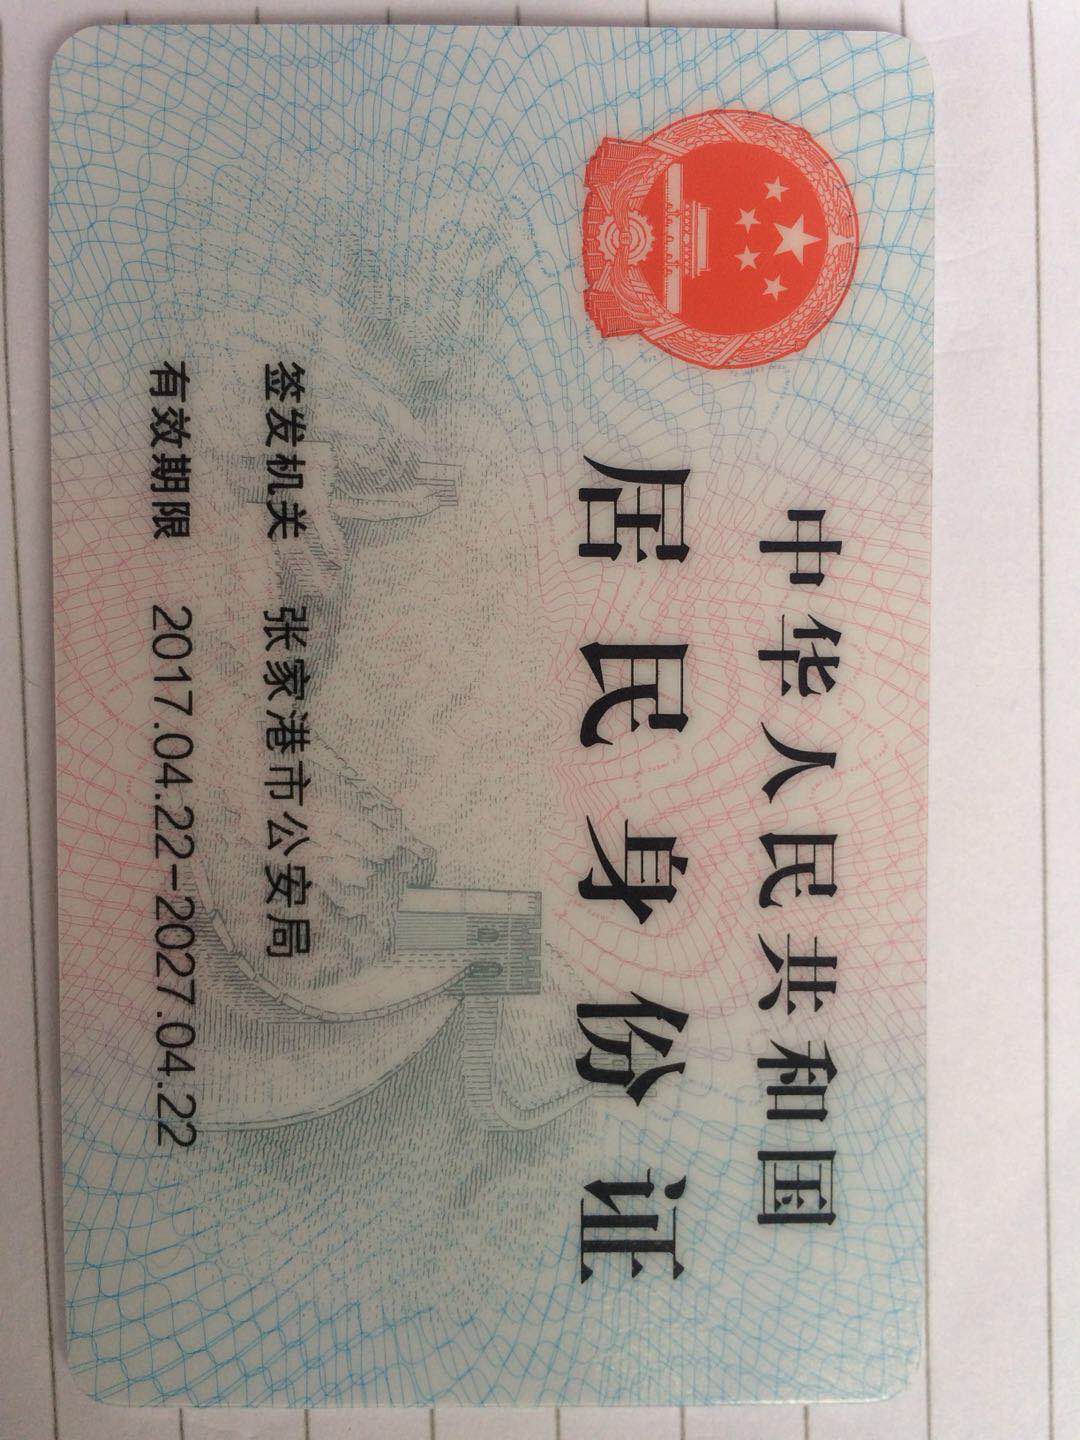 中华人民共和国
居民身份证
签发机关 张家港市公安局
有效期限 2017.04.22-2027.04.22